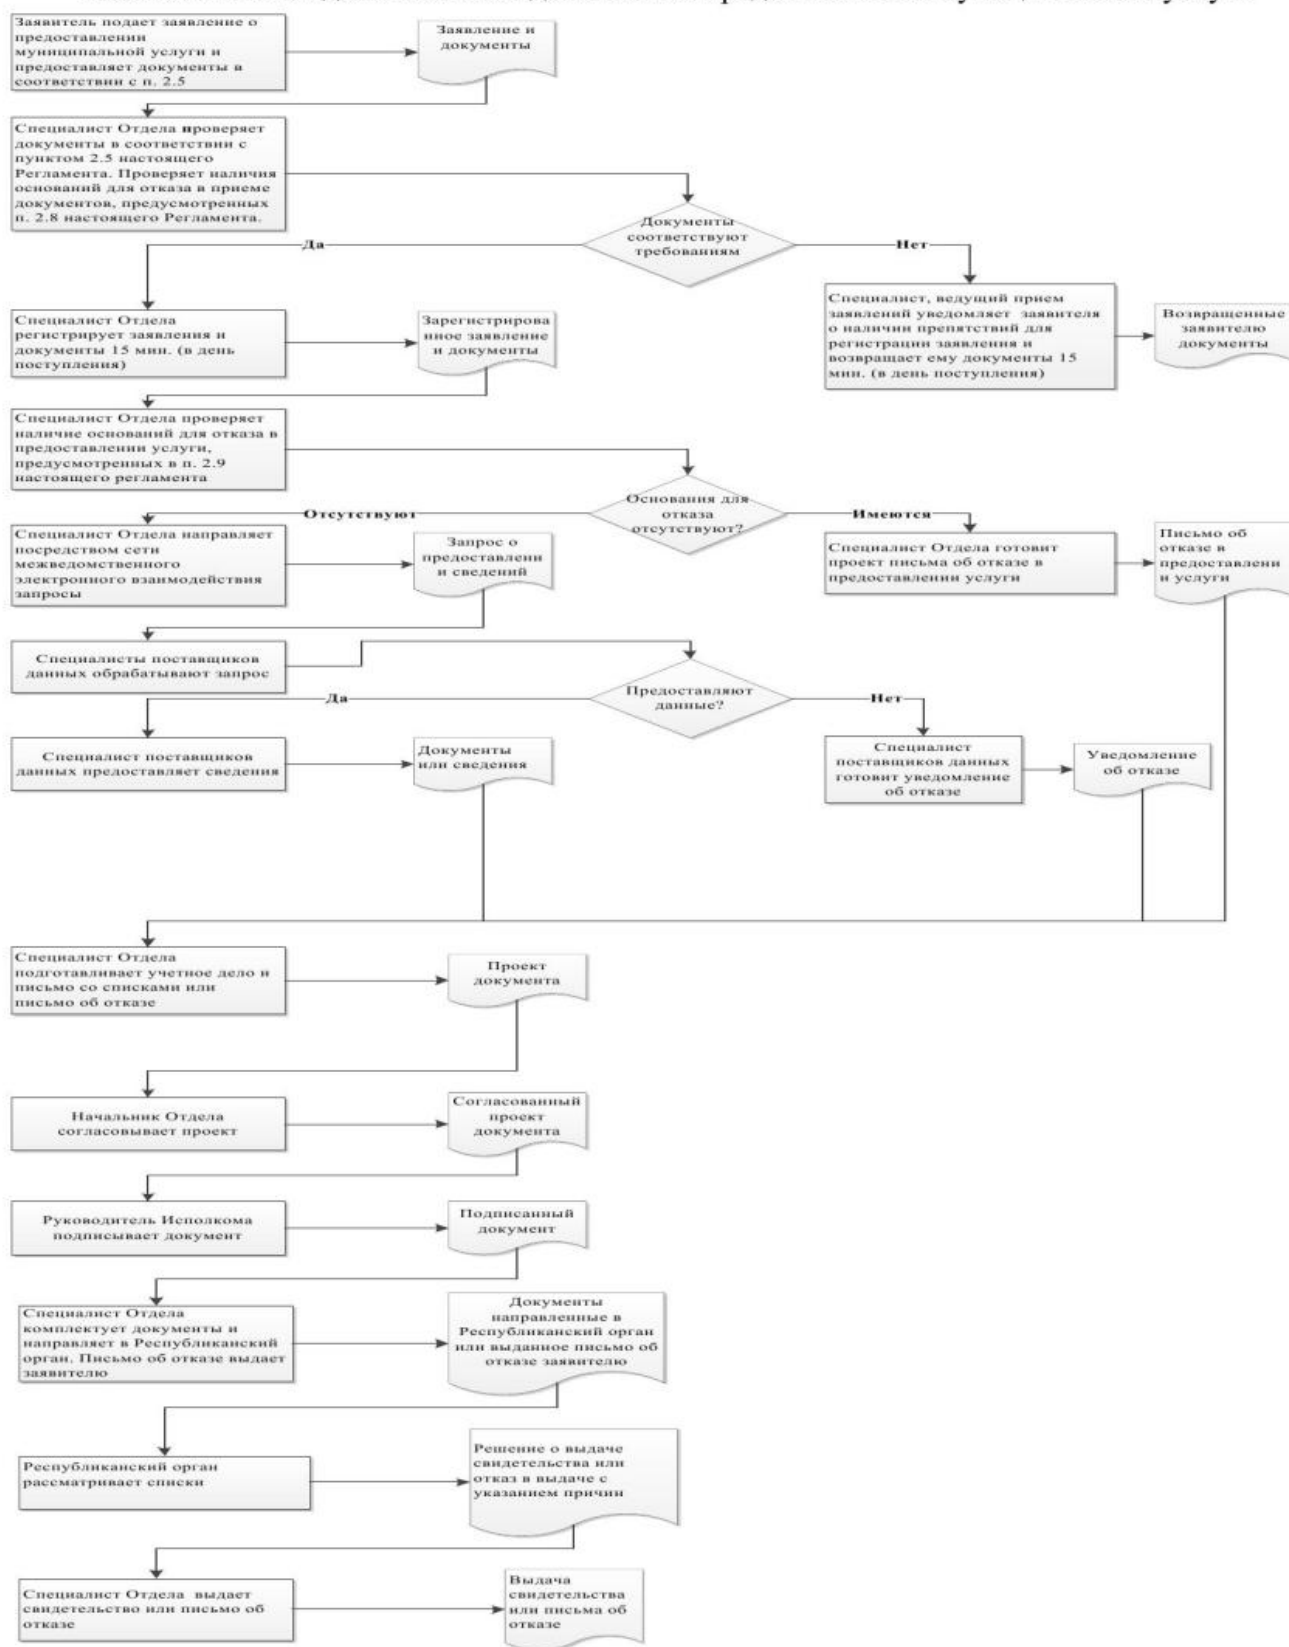 Заявитель подает заявление о
предоставлении
муниципальной услуги и
предоставляет документы в
соответствии с п. 2.5
Заявление и
документы
Специалист Отдела проверяет
документы в соответствии с
пунктом 2.5 настоящего
Регламента. Проверяет наличия
оснований для отказа в приеме
документов, предусмотренных
п. 2.8 настоящего Регламента.
Документы
соответствуют
требованиям
Да
Нет
Специалист Отдела
регистрирует заявления и
документы 15 мин. (в день
поступления)
Зарегистрирова
нное заявление
и документы
Специалист, ведущий прием
заявлений уведомляет заявителя
о наличии препятствий для
регистрации заявления и
возвращает ему документы 15
мин. (в день поступления)
Возвращенные
заявителю
документы
Специалист Отдела проверяет
наличие оснований для отказа в
предоставлении услуги,
предусмотренных в п. 2.9
настоящего регламента
Основания для
отказа
отсутствуют?
Отсутствуют
Имеются
Специалист Отдела направляет
посредством сети
межведомственного
электронного взаимодействия
запросы
Запрос о
предоставлени
и сведений
Специалист Отдела готовит
проект письма об отказе в
предоставлении услуги
Письмо об
отказе в
предоставлени
и услуги
Специалисты поставщиков
данных обрабатывают запрос
Предоставляют
данные?
Да
Нет
Специалист поставщиков
данных предоставляет сведения
Документы
или сведения
Специалист
поставщиков данных
готовит уведомление
об отказе
Уведомление
об отказе
Специалист Отдела
подготавливает учетное дело и
письмо со списками или
письмо об отказе
Проект
документа
Начальник Отдела
согласовывает проект
Согласованный
проект
документа
Руководитель Исполкома
подписывает документ
Подписанный
документ
Специалист Отдела
комплектует документы и
направляет в Республиканский
орган. Письмо об отказе выдает
заявителю
Документы
направленные в
Республиканский орган
или выданное письмо об
отказе заявителю
Республиканский орган
рассматривает списки
Решение о выдаче
свидетельства или
отказ в выдаче с
указанием причин
Специалист Отдела выдает
свидетельство или письмо об
отказе
Выдача
свидетельства
или письма об
отказе